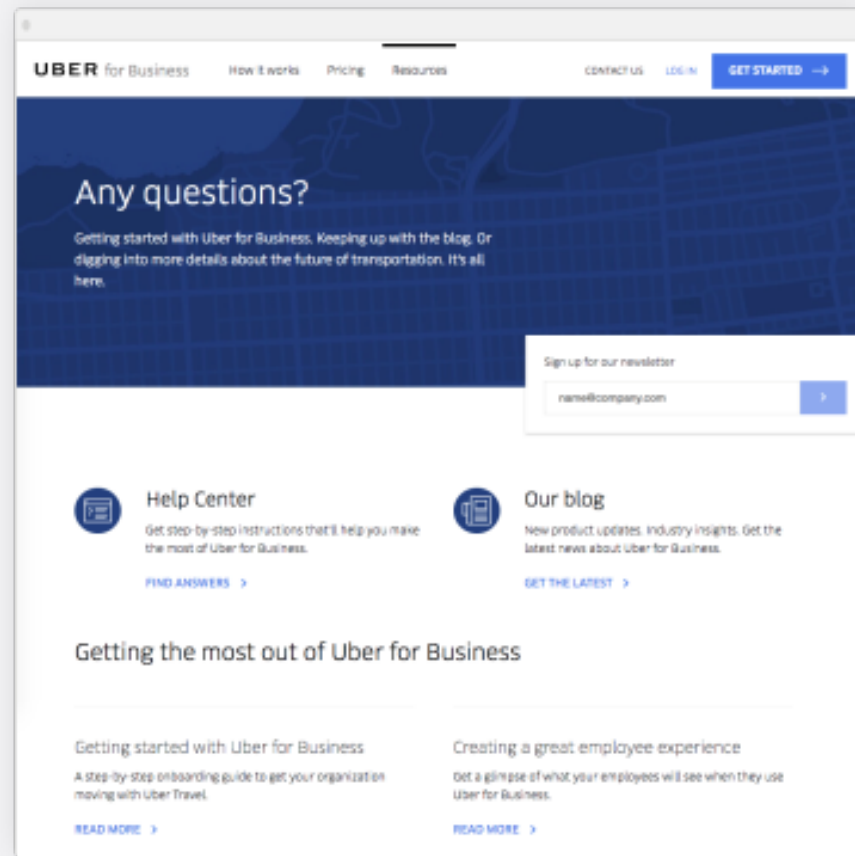 UBER for Business
How it works
Pricing
Resources
CONTACT US
LOG IN
GET STARTED
Any questions?
Getting started with Uber for Business. Keeping up with the blog. Or
digging into more details about the future of transportation. It's all
here.
Sign up for our newsletter
name@company.com
Help Center
Get step-by-step instructions that'll help you make
the most of Uber for Business.
FIND ANSWERS
Our blog
New product updates. Industry insights. Get the
latest news about Uber for Business.
GET THE LATEST
Getting the most out of Uber for Business
Getting started with Uber for Business
A step-by-step onboarding guide to get your organization
moving with Uber Travel.
READ MORE
Creating a great employee experience
Get a glimpse of what your employees will see when they use
Uber for Business.
READ MORE